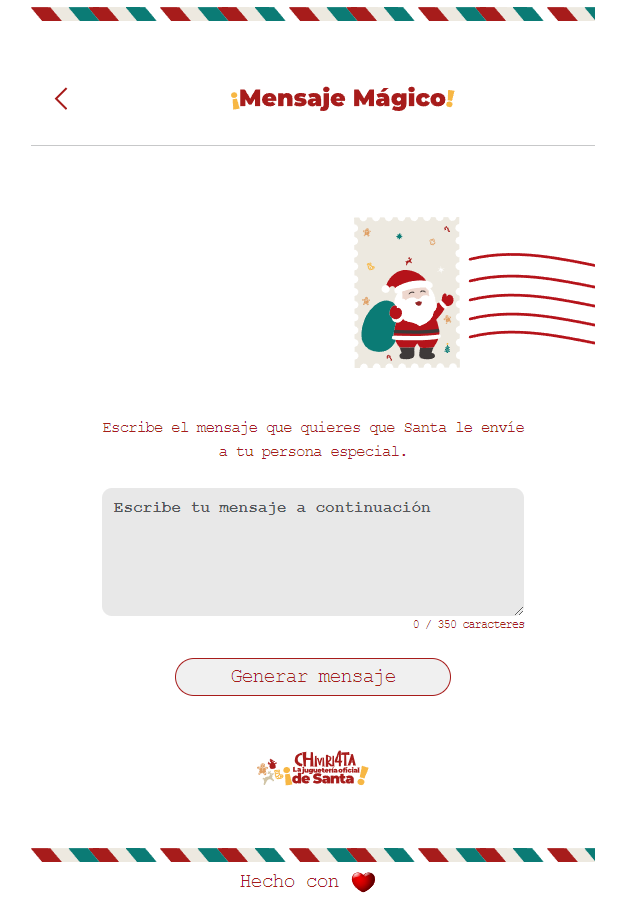 ¡Mensaje Mágico!
Escribe el mensaje que quieres que Santa le envíe
a tu persona especial.
Escribe tu mensaje a continuación
0 / 350 caracteres
Generar mensaje
CHIVIRI4TA
La juguetería oficial
¡de Santa!
Hecho con